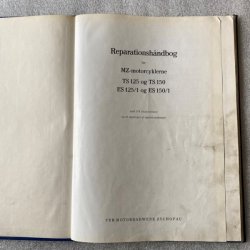 Reparationshåndbog
for
MZ-motorcyklerne
TS 125 og TS 150
ES 125/1 og ES 150/1
VEB MOTORRADWERK ZSCHOPAU